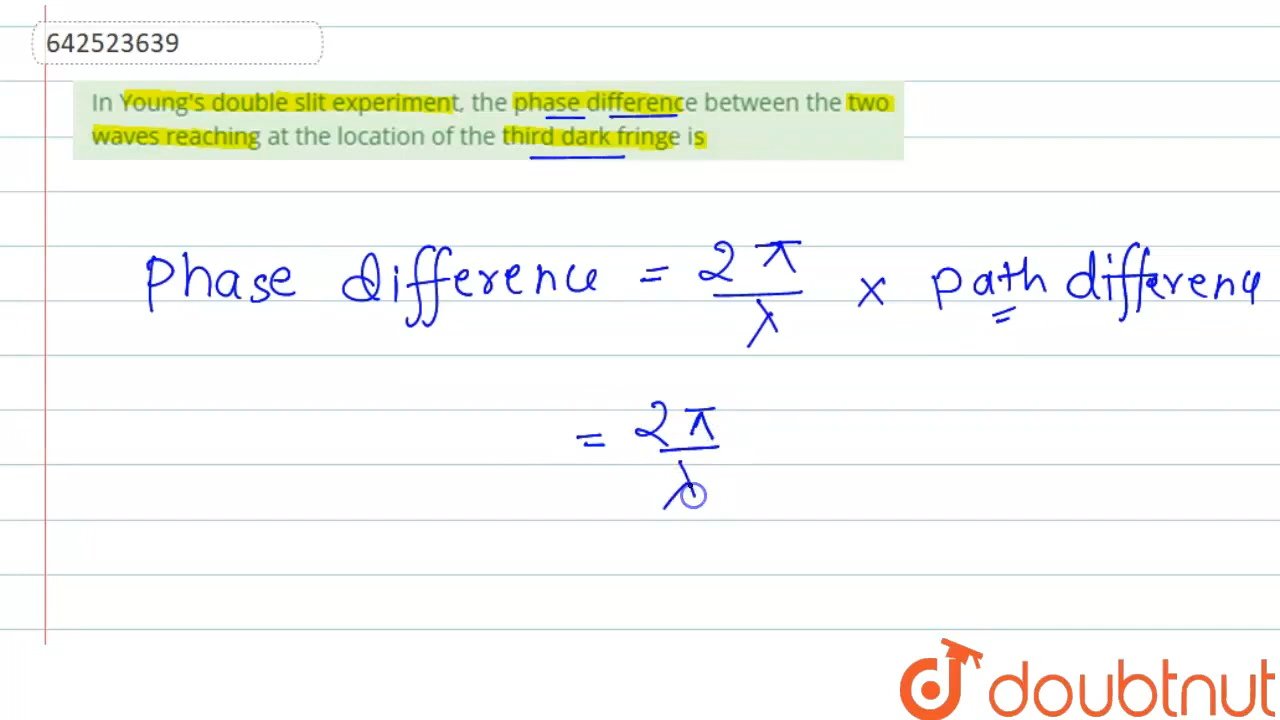 642523639
In Young's double slit experiment, the phase difference between the two
waves reaching at the location of the third dark fringe is
Phase difference = 2π/λ × path difference
= 2π/λ
doubtnut